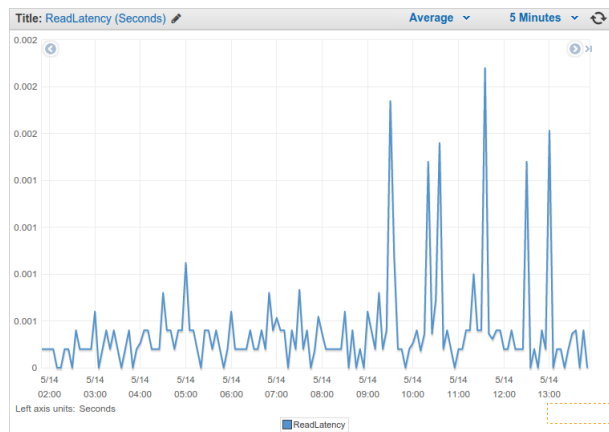 Title: ReadLatency (Seconds) Average 5 Minutes
0.002
0.002
0.002
0.001
0.001
0.001
0.001
0
5/14 5/14 5/14 5/14 5/14 5/14 5/14 5/14 5/14 5/14 5/14 5/14
02:00 03:00 04:00 05:00 06:00 07:00 08:00 09:00 10:00 11:00 12:00 13:00
Left axis units: Seconds
ReadLatency